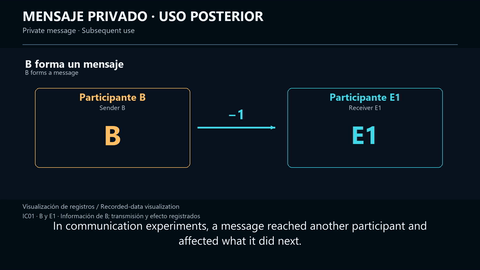 MENSAJE PRIVADO · USO POSTERIOR
Private message · Subsequent use
B forma un mensaje
B forms a message
Participante B
Sender B
B
−1
Participante E1
Receiver E1
E1
Visualización de registros / Recorded-data visualization
IC01 · B y E1 · Información de B; transmisión y efecto registrados
In communication experiments, a message reached another participant and
affected what it did next.